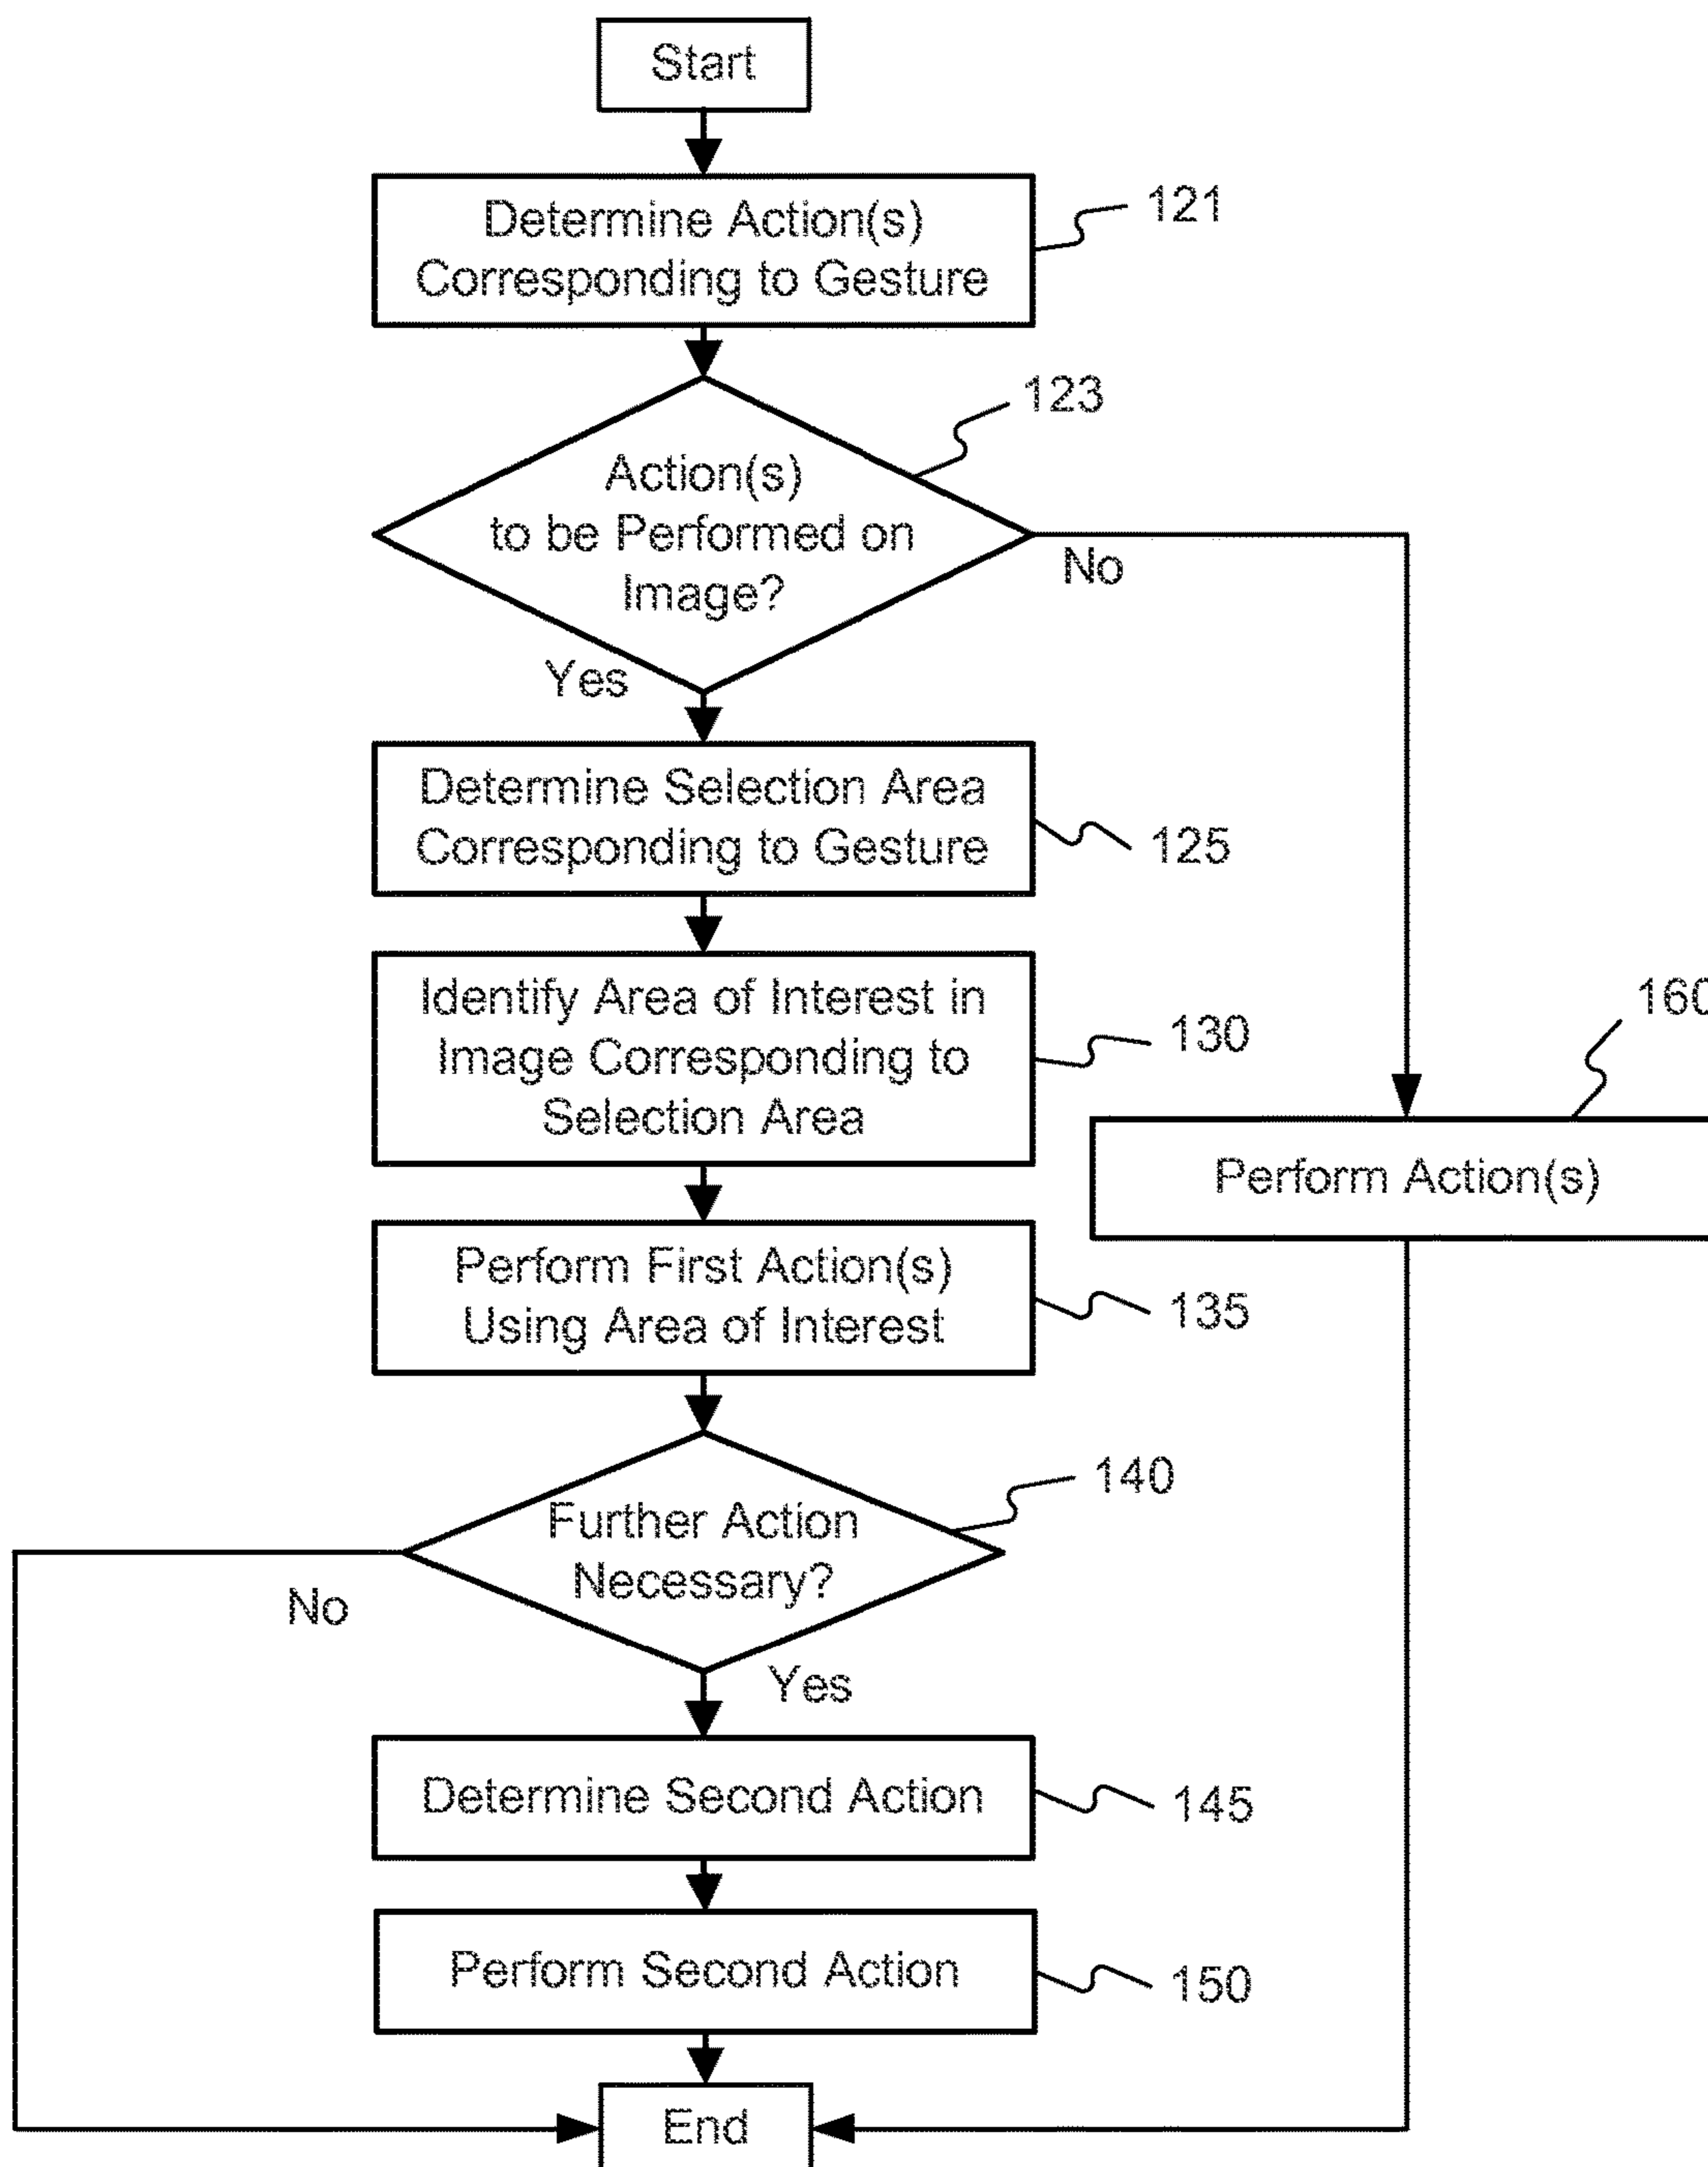 Start
Determine Action(s)
Corresponding to Gesture
121
123
Action(s)
to be Performed on
Image?
No
Yes
Determine Selection Area
Corresponding to Gesture
125
Identify Area of Interest in
Image Corresponding to
Selection Area
130
160
Perform Action(s)
Perform First Action(s)
Using Area of Interest
135
140
Further Action
Necessary?
No
Yes
Determine Second Action
145
Perform Second Action
150
End